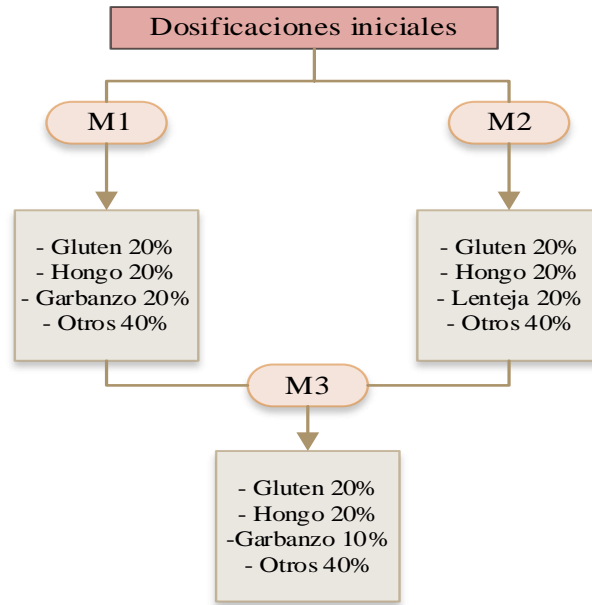 Dosificaciones iniciales
M1
M2
- Gluten 20%
- Hongo 20%
- Garbanzo 20%
- Otros 40%
- Gluten 20%
- Hongo 20%
- Lenteja 20%
- Otros 40%
M3
- Gluten 20%
- Hongo 20%
-Garbanzo 10%
- Otros 40%